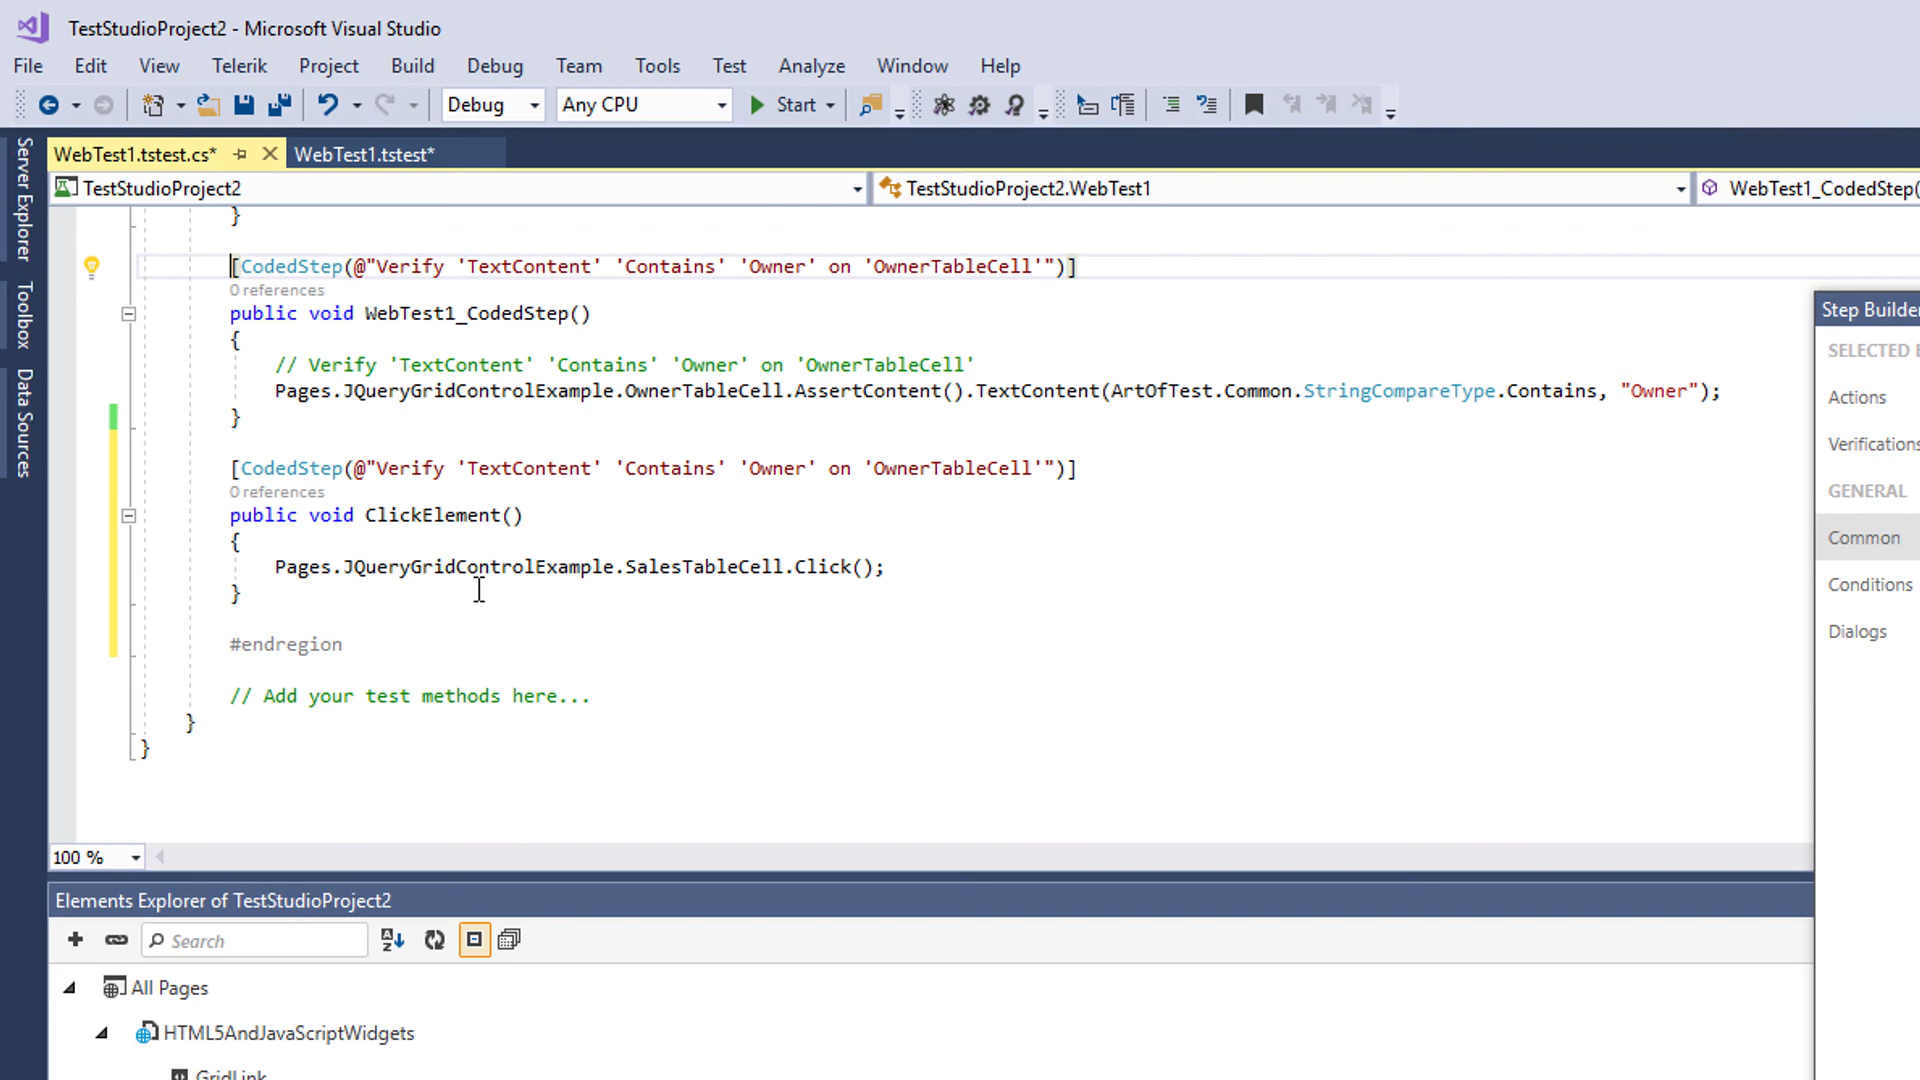 TestStudioProject2 - Microsoft Visual Studio
File Edit View Telerik Project Build Debug Team Tools Test Analyze Window Help
Debug Any CPU Start
WebTest1.tstest.cs* WebTest1.tstest*
TestStudioProject2 TestStudioProject2.WebTest1 WebTest1_CodedStep(
Server Explorer
Toolbox
Data Sources
}
[CodedStep(@"Verify 'TextContent' 'Contains' 'Owner' on 'OwnerTableCell'")]
0 references
public void WebTest1_CodedStep()
{
// Verify 'TextContent' 'Contains' 'Owner' on 'OwnerTableCell'
Pages.JQueryGridControlExample.OwnerTableCell.AssertContent().TextContent(ArtOfTest.Common.StringCompareType.Contains, "Owner");
}
[CodedStep(@"Verify 'TextContent' 'Contains' 'Owner' on 'OwnerTableCell'")]
0 references
public void ClickElement()
{
Pages.JQueryGridControlExample.SalesTableCell.Click();
}
#endregion
// Add your test methods here...
}
}
100 %
Step Builder
SELECTED E
Actions
Verifications
GENERAL
Common
Conditions
Dialogs
Elements Explorer of TestStudioProject2
Search
All Pages
HTML5AndJavaScriptWidgets
GridLink